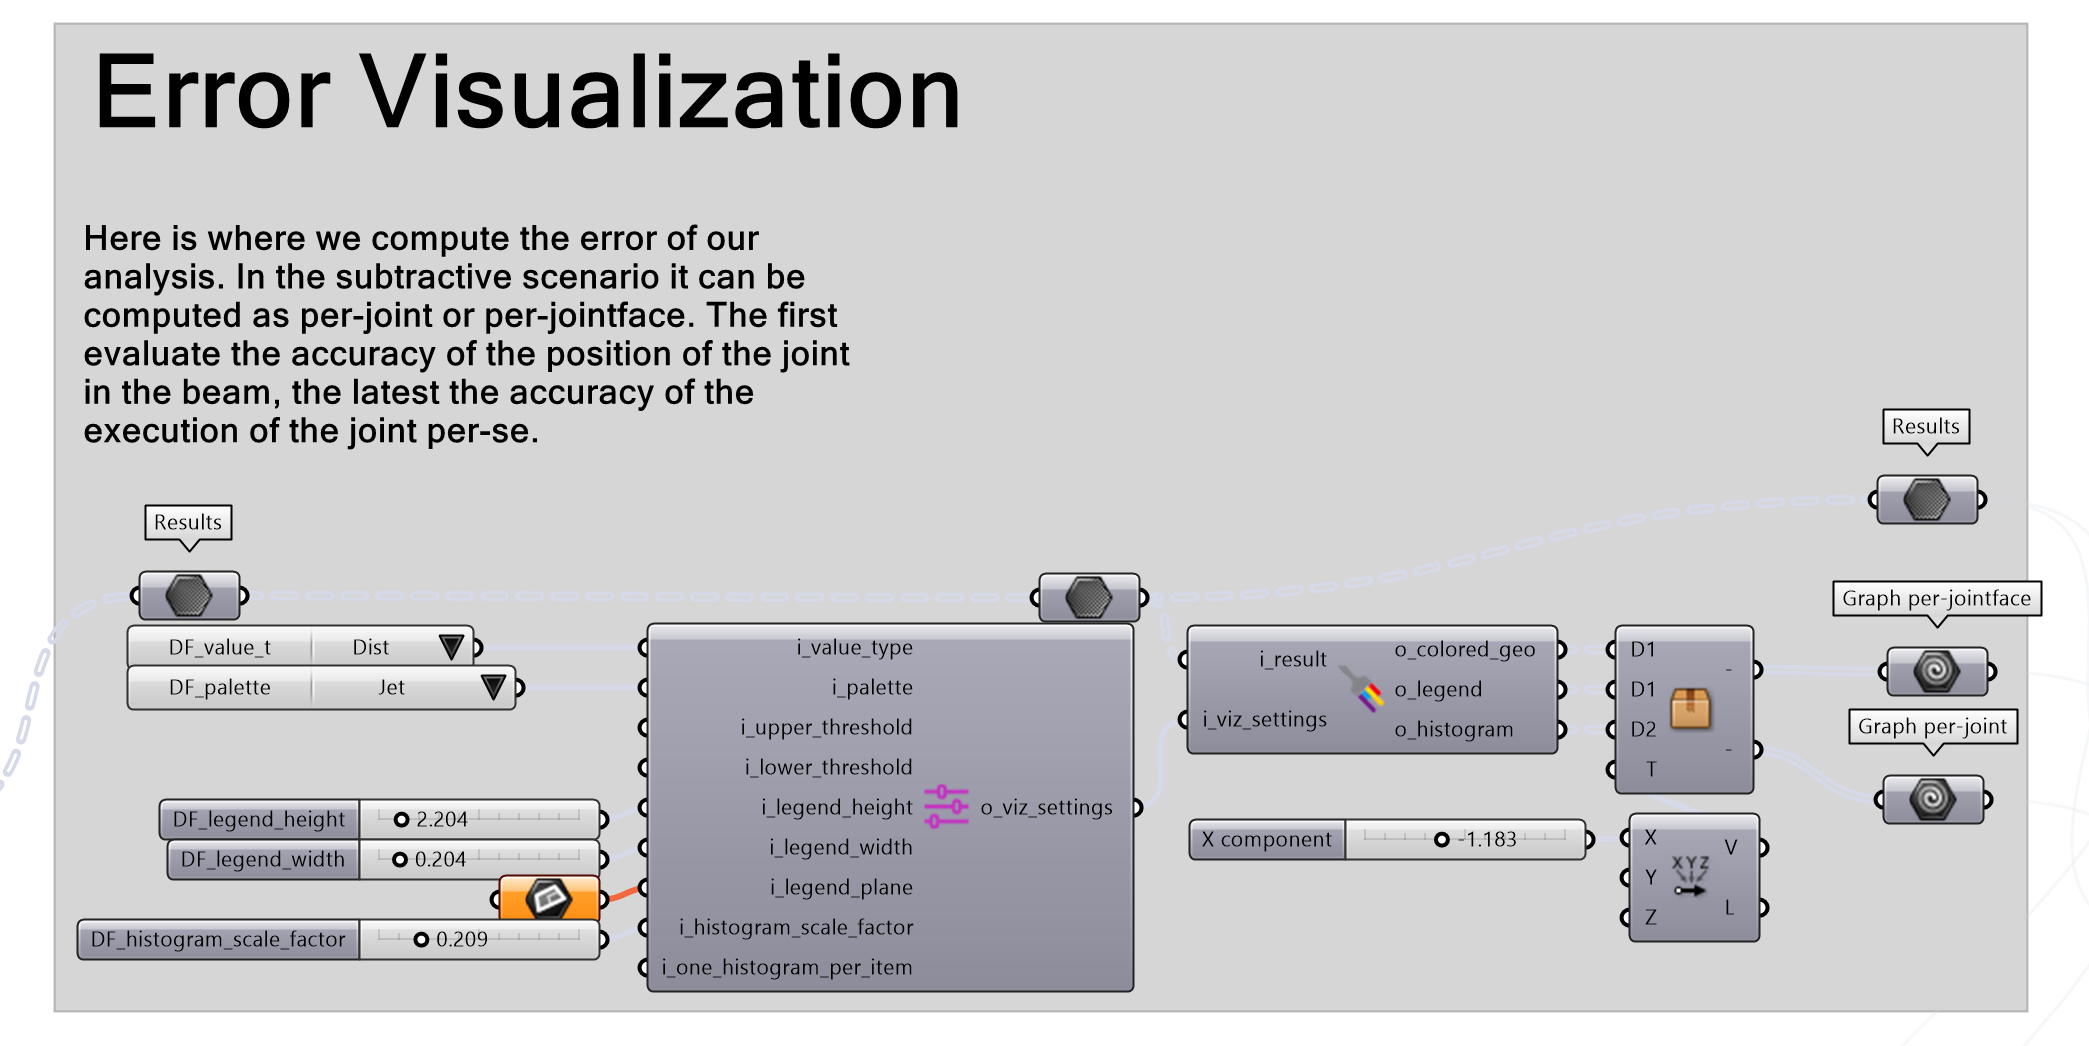 Error Visualization
Here is where we compute the error of our
analysis. In the subtractive scenario it can be
computed as per-joint or per-jointface. The first
evaluate the accuracy of the position of the joint
in the beam, the latest the accuracy of the
execution of the joint per-se.
Results
Results
DF_value_t Dist
DF_palette Jet
DF_legend_height 2.204
DF_legend_width 0.204
DF_histogram_scale_factor 0.209
i_value_type
i_palette
i_upper_threshold
i_lower_threshold
i_legend_height
i_legend_width
i_legend_plane
i_histogram_scale_factor
i_one_histogram_per_item
o_viz_settings
i_result
i_viz_settings
o_colored_geo
o_legend
o_histogram
D1
D1
D2
T
-
-
X component -1.183
X
Y
Z
XYZ
V
L
Graph per-jointface
Graph per-joint